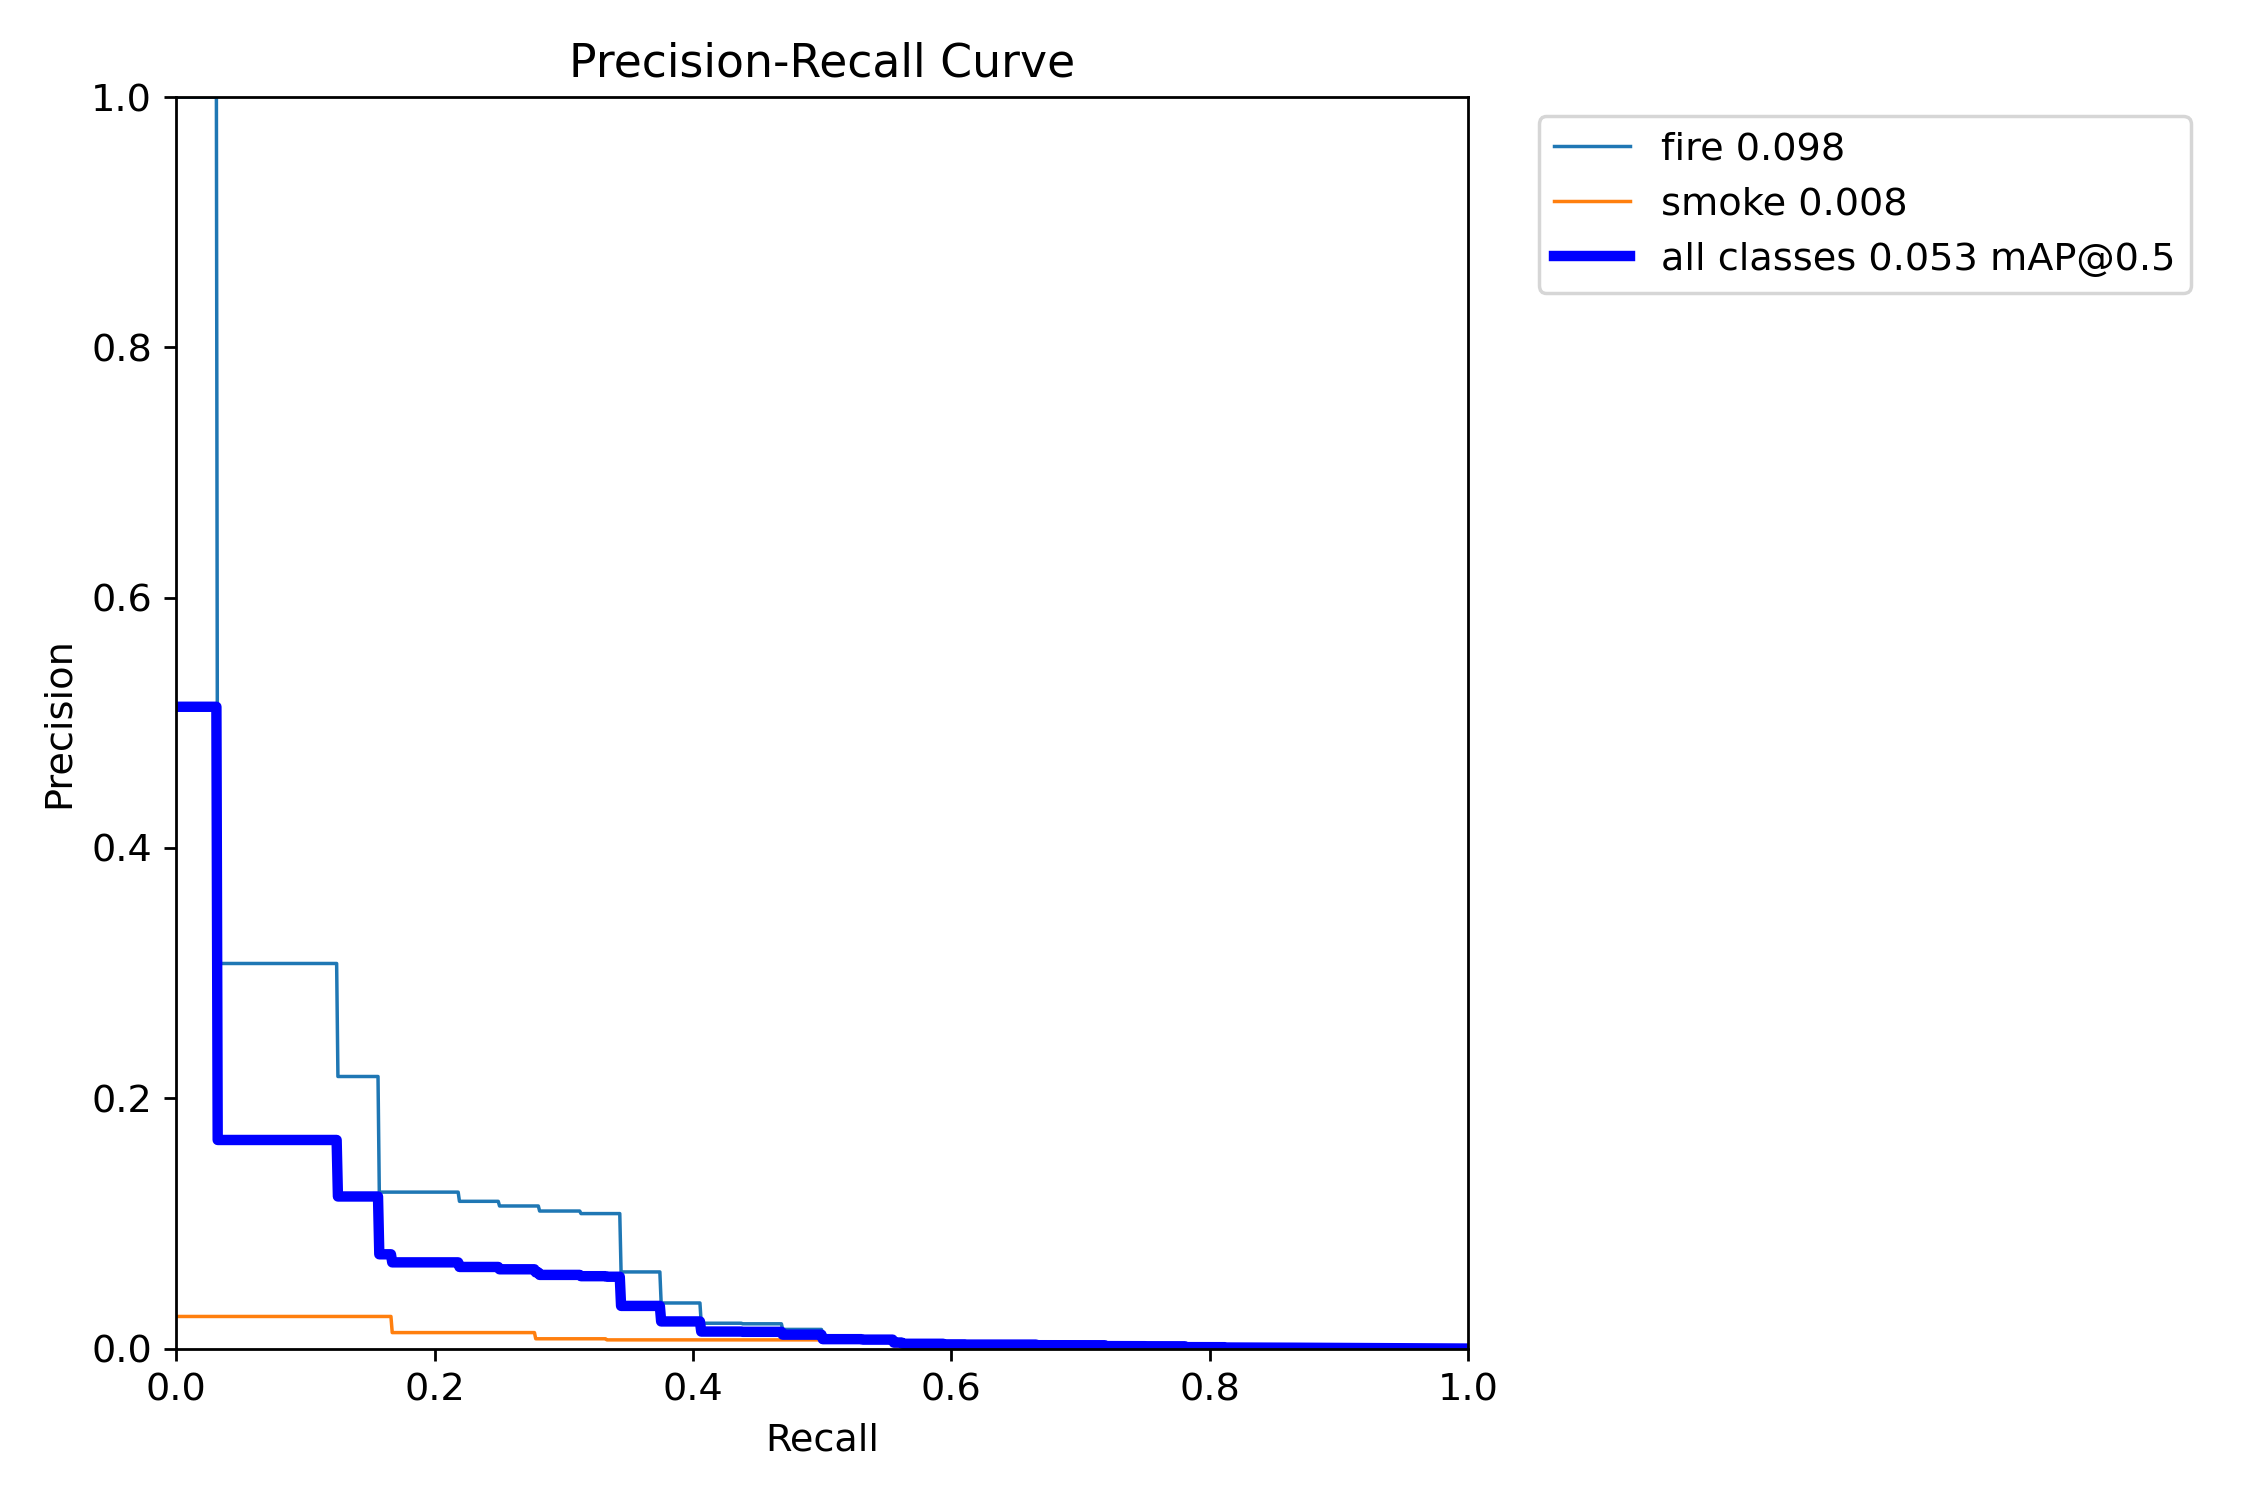 Precision-Recall Curve
1.0
0.8
0.6
0.4
0.2
0.0
Precision
0.0 0.2 0.4 0.6 0.8 1.0
Recall
fire 0.098
smoke 0.008
all classes 0.053 mAP@0.5